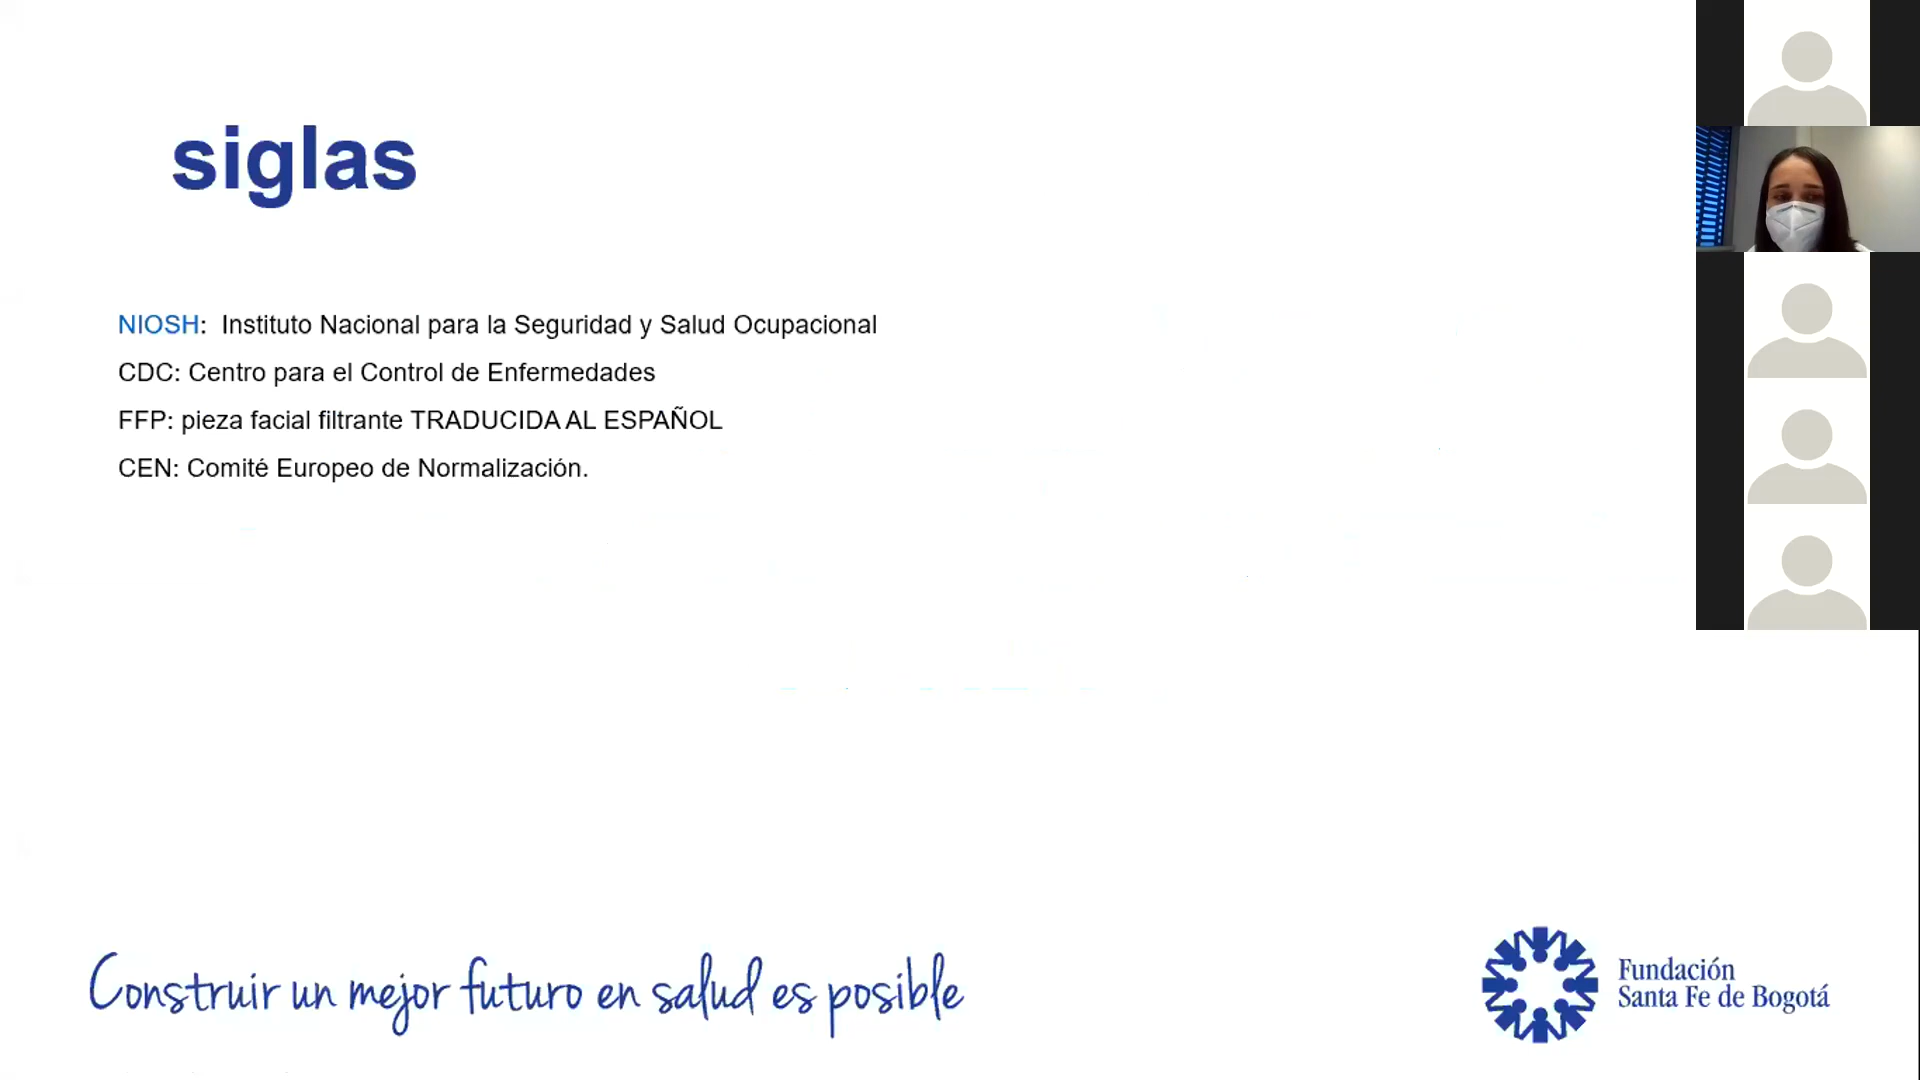 siglas
NIOSH: Instituto Nacional para la Seguridad y Salud Ocupacional
CDC: Centro para el Control de Enfermedades
FFP: pieza facial filtrante TRADUCIDA AL ESPAÑOL
CEN: Comité Europeo de Normalización.
Construir un mejor futuro en salud es posible
Fundación
Santa Fe de Bogotá